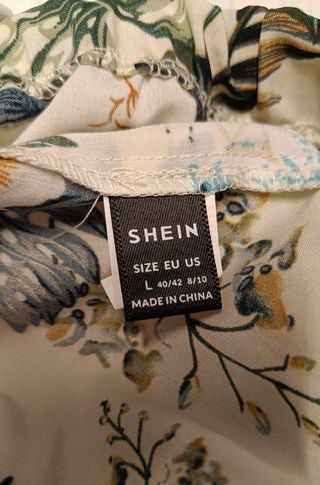 SHEIN
SIZE EU US
L 40/42 8/10
MADE IN CHINA